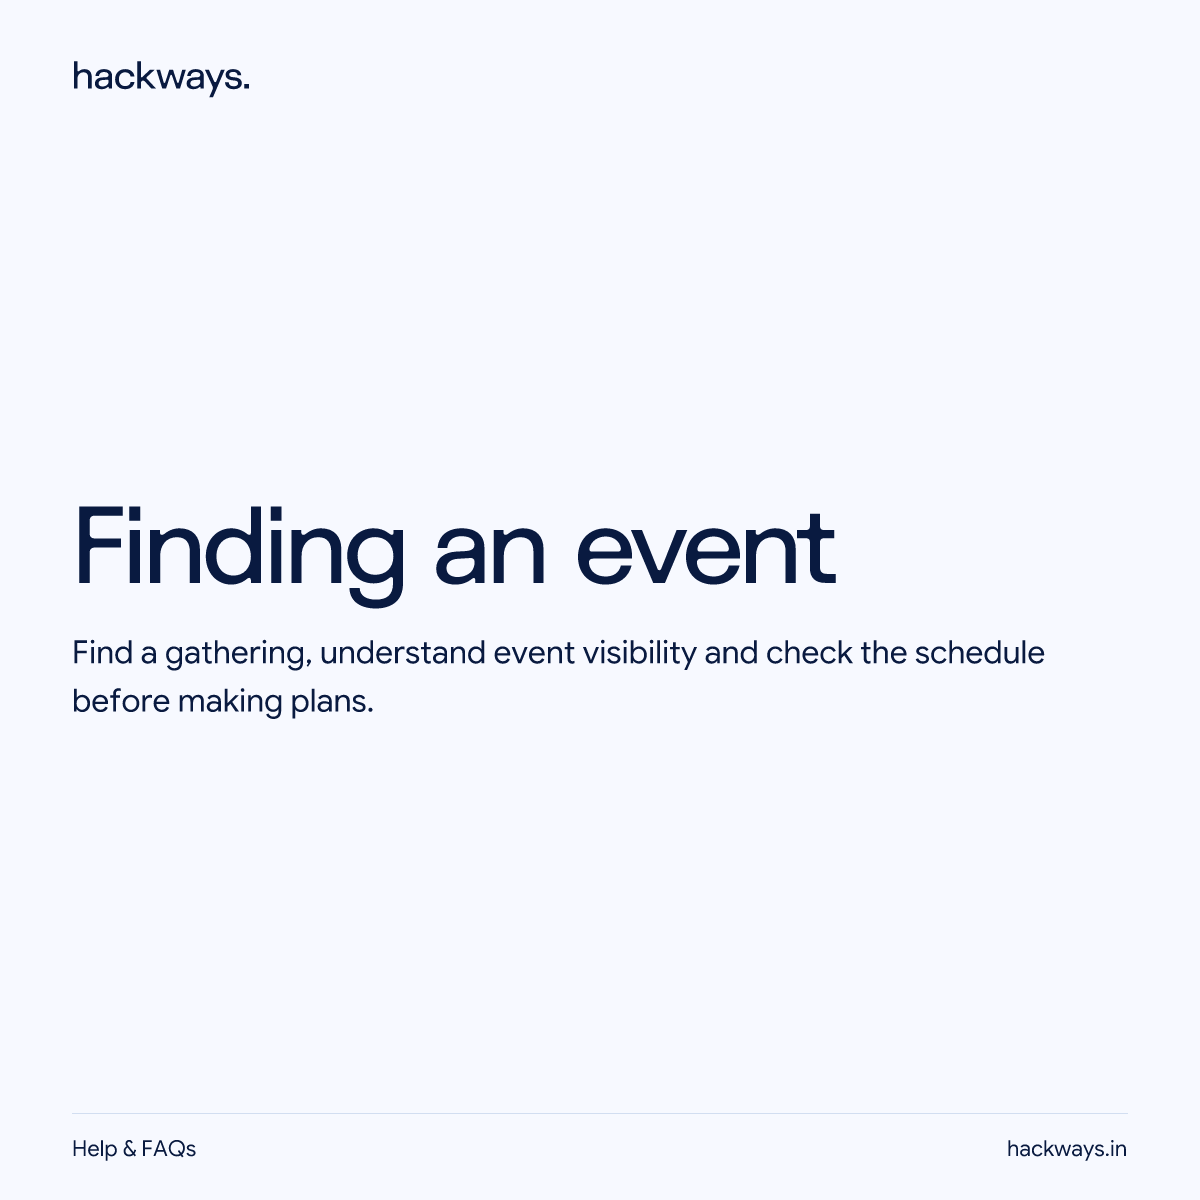 hackways.
Finding an event
Find a gathering, understand event visibility and check the schedule
before making plans.
Help & FAQs
hackways.in